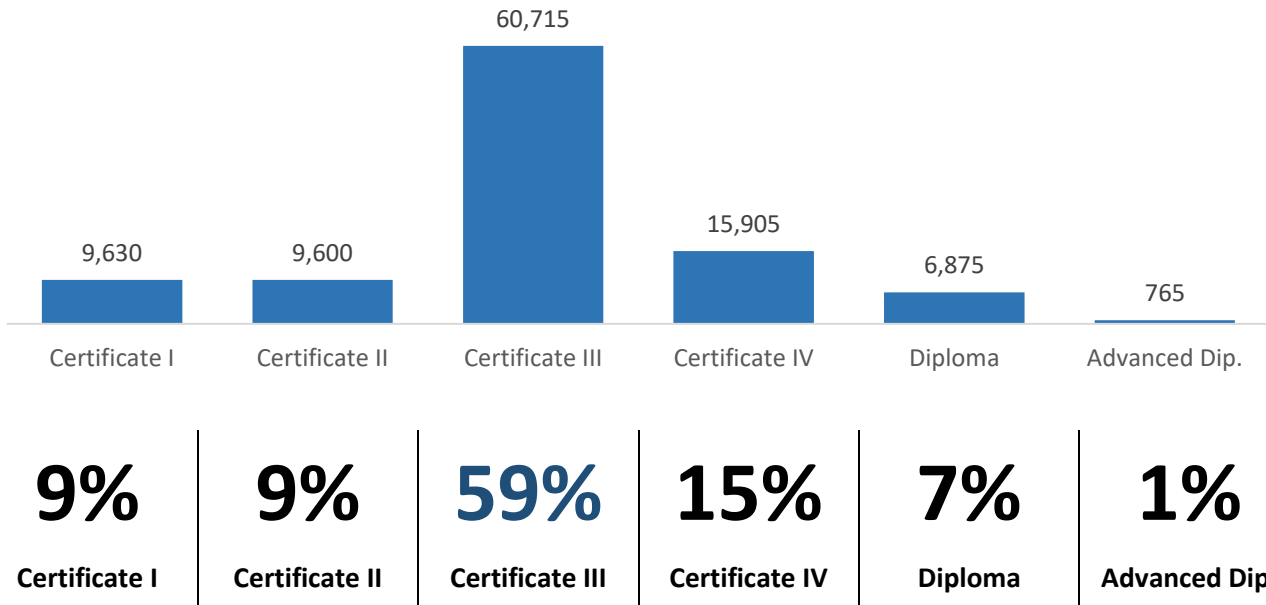 60,715
15,905
9,630
9,600
6,875
765
Certificate I
Certificate II
Certificate III
Certificate IV
Diploma
Advanced Dip.
9%
9%
59%
15%
7%
1%
Certificate I
Certificate II
Certificate III
Certificate IV
Diploma
Advanced Dip